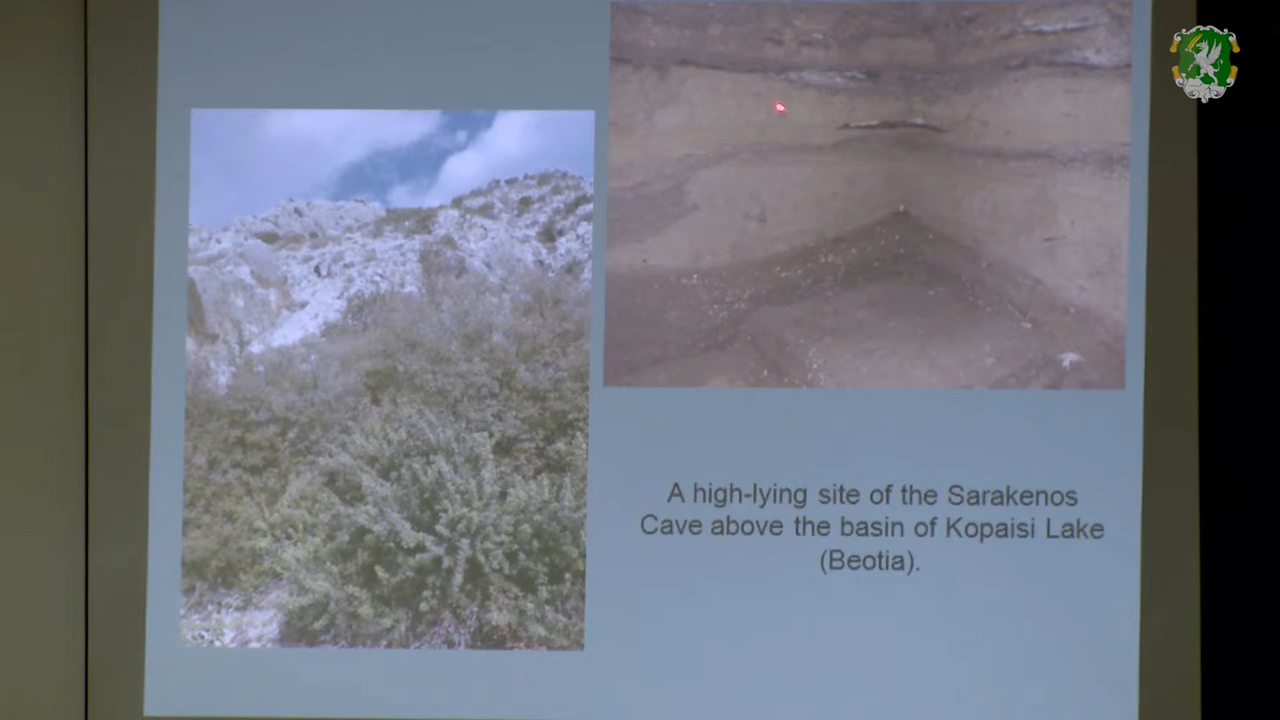 A high-lying site of the Sarakenos
Cave above the basin of Kopaisi Lake
(Beotia).